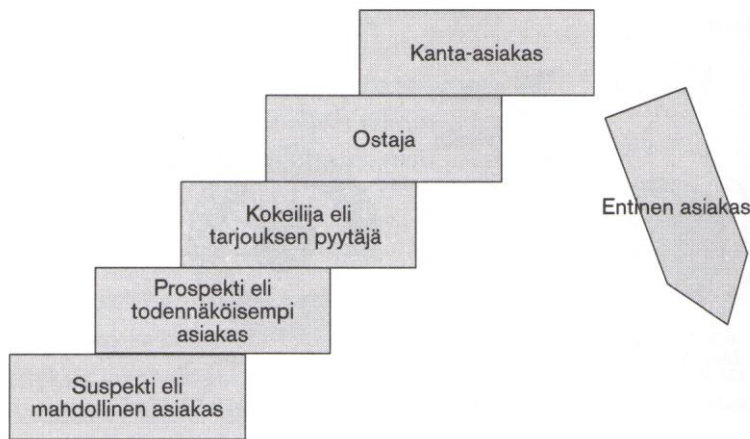 Kanta-asiakas
Ostaja
Kokeilija eli
tarjouksen pyytäjä
Prospekti eli
todennäköisempi
asiakas
Suspekti eli
mahdollinen asiakas
Entinen asiakas